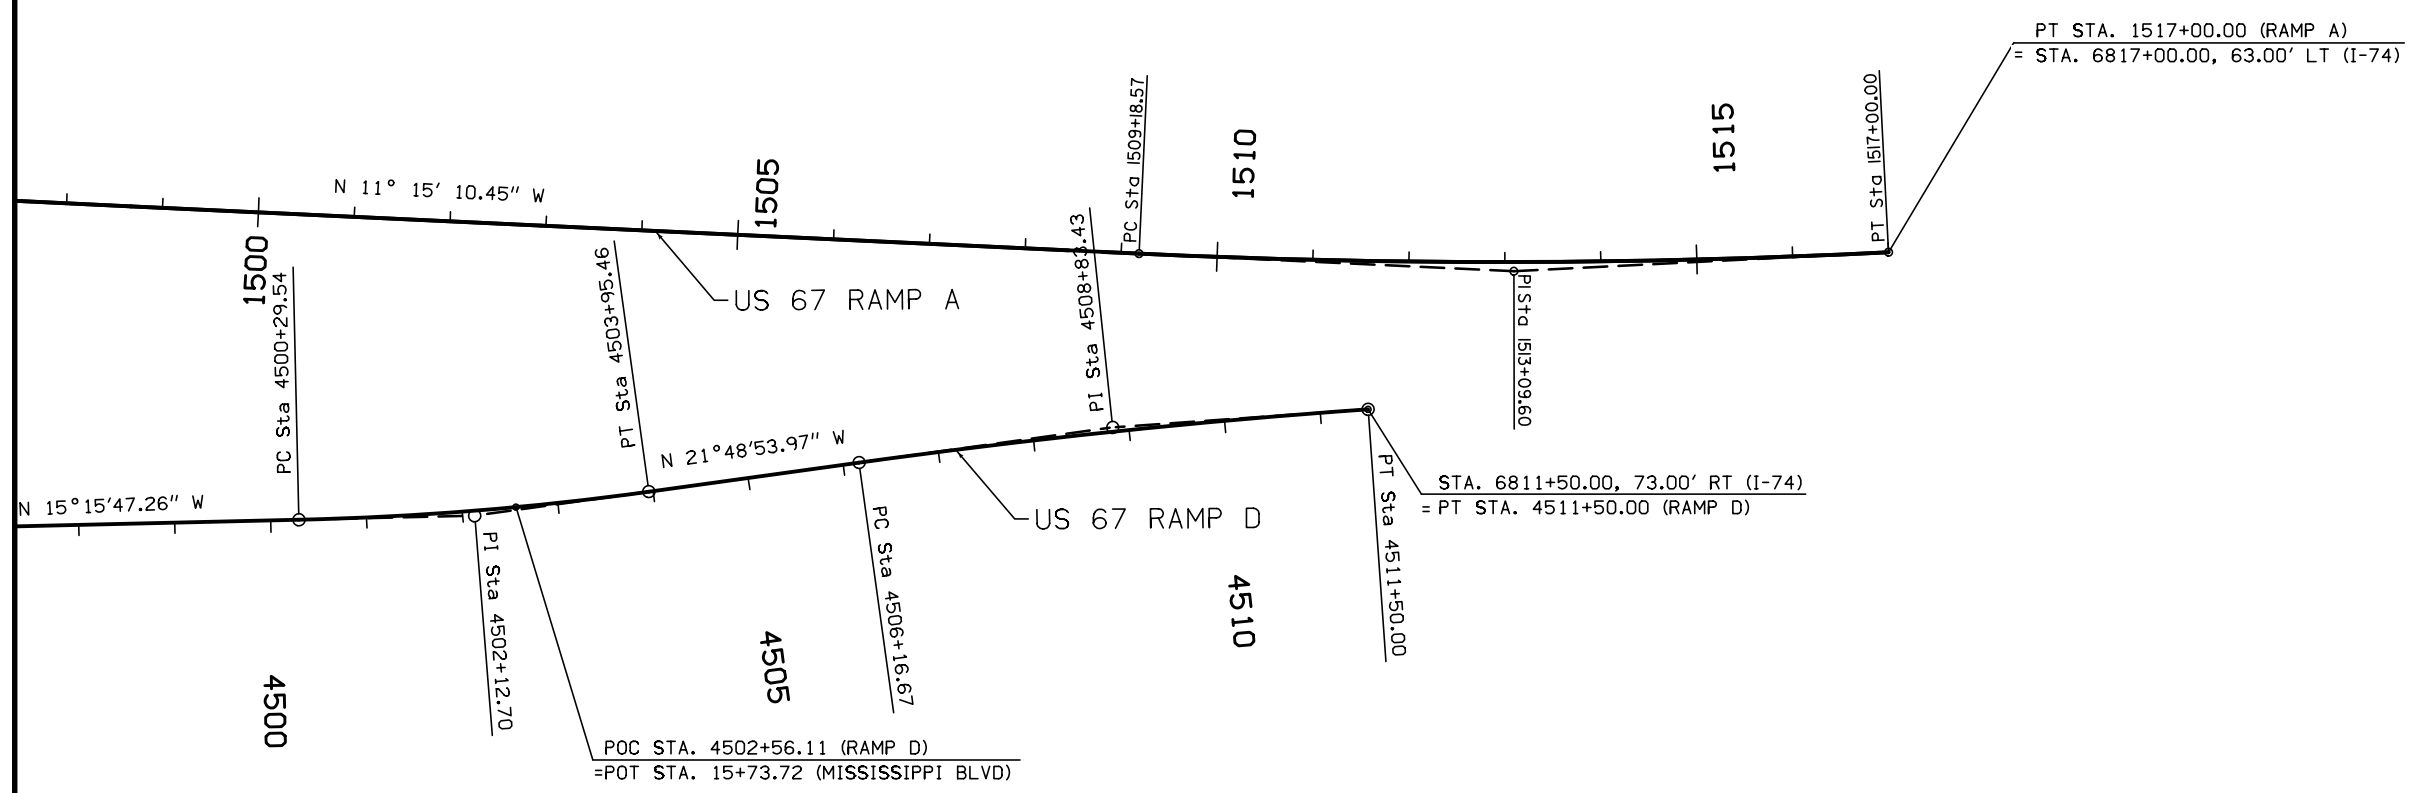 PT STA. 1517+00.00 (RAMP A)
= STA. 6817+00.00, 63.00' LT (I-74)
N 11° 15' 10.45" W
1500
1505
PC Sta 1509+18.57
1510
1515
PT Sta 1517+00.00
US 67 RAMP A
PI Sta 1513+09.60
PC Sta 4500+29.54
PT Sta 4503+95.46
PI Sta 4508+83.43
N 15°15'47.26" W
N 21°48'53.97" W
STA. 6811+50.00, 73.00' RT (I-74)
= PT STA. 4511+50.00 (RAMP D)
US 67 RAMP D
PI Sta 4502+12.70
PC Sta 4506+16.67
PT Sta 4511+50.00
4500
4505
4510
POC STA. 4502+56.11 (RAMP D)
=POT STA. 15+73.72 (MISSISSIPPI BLVD)